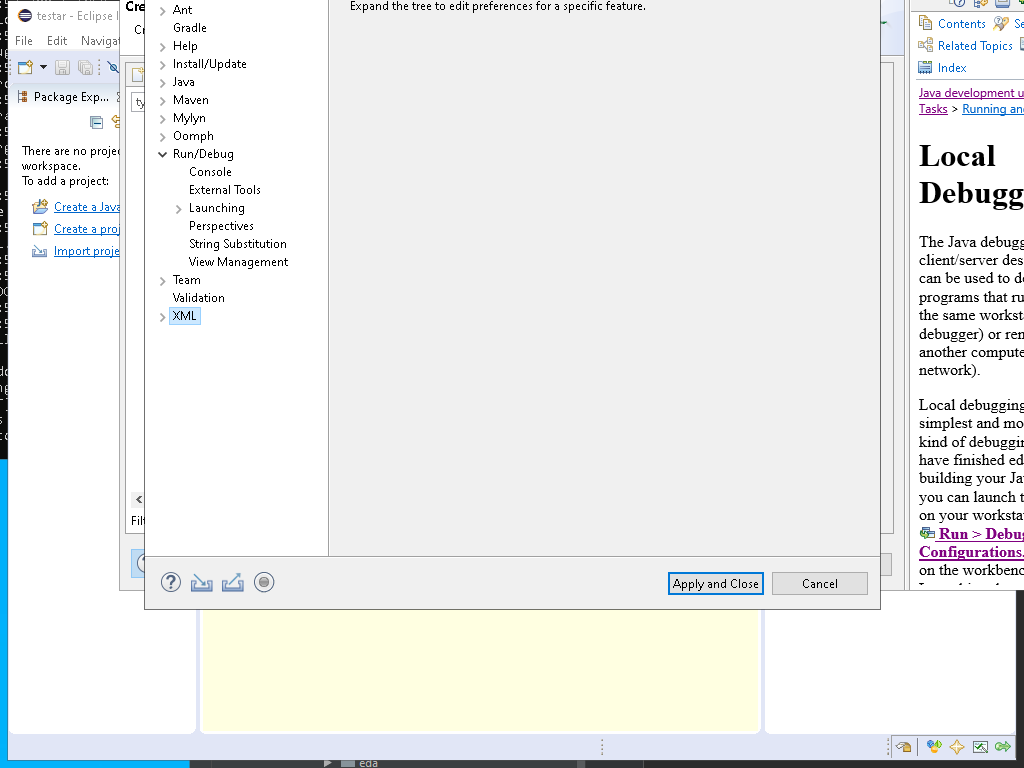 testar - Eclipse I
File Edit Navigat
Package Exp...
There are no proje
workspace.
To add a project:
Create a Java
Create a proj
Import proje
Cre
Cr
ty
Filt
Ant
Gradle
Help
Install/Update
Java
Maven
Mylyn
Oomph
Run/Debug
Console
External Tools
Launching
Perspectives
String Substitution
View Management
Team
Validation
XML
Expand the tree to edit preferences for a specific feature.
Apply and Close
Cancel
Contents Se
Related Topics
Index
Java development u
Tasks > Running and
Local
Debugg
The Java debugg
client/server des
can be used to de
programs that ru
the same worksta
debugger) or ren
another compute
network).
Local debugging
simplest and mo
kind of debuggin
have finished ed
building your Jav
you can launch t
on your worksta
Run > Debug
Configurations.
on the workbenc
eda